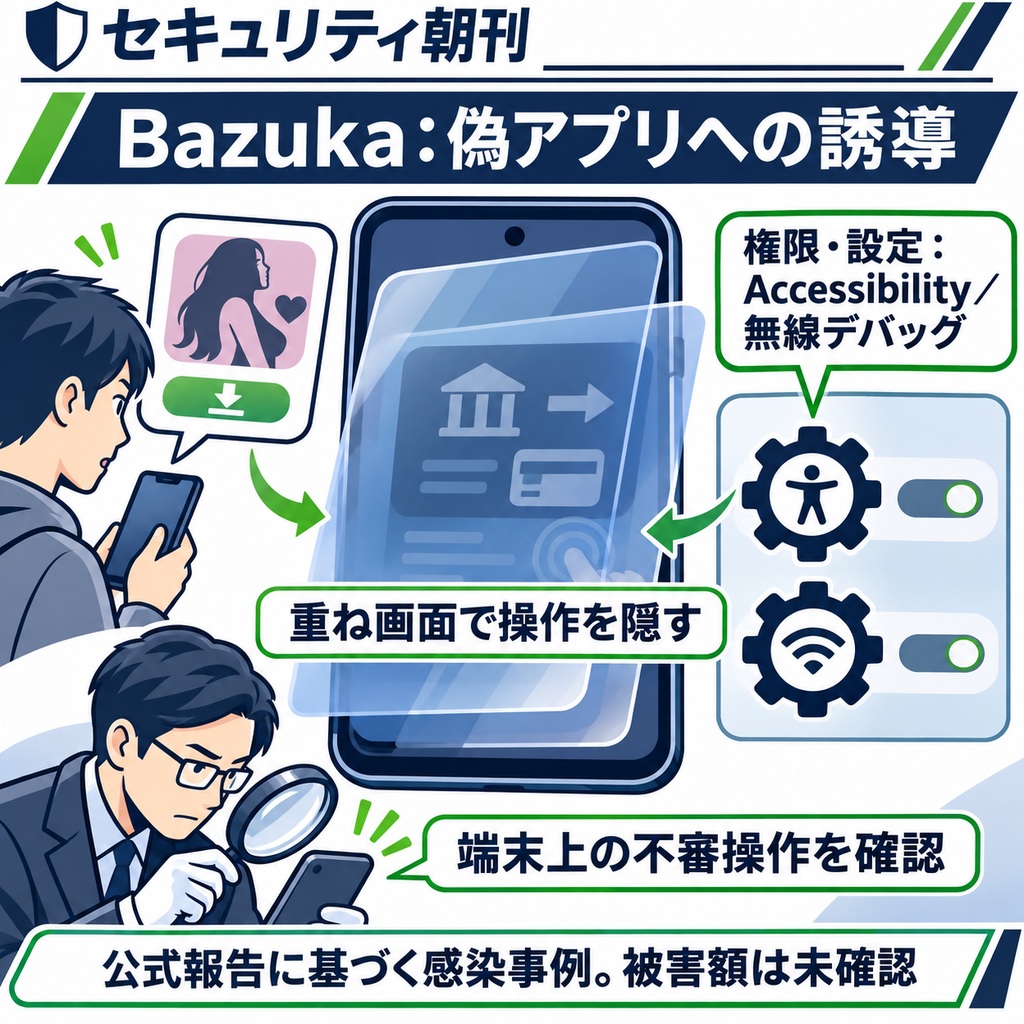 セキュリティ朝刊
Bazuka：偽アプリへの誘導
権限・設定：
Accessibility／
無線デバッグ
重ね画面で操作を隠す
端末上の不審操作を確認
公式報告に基づく感染事例。被害額は未確認